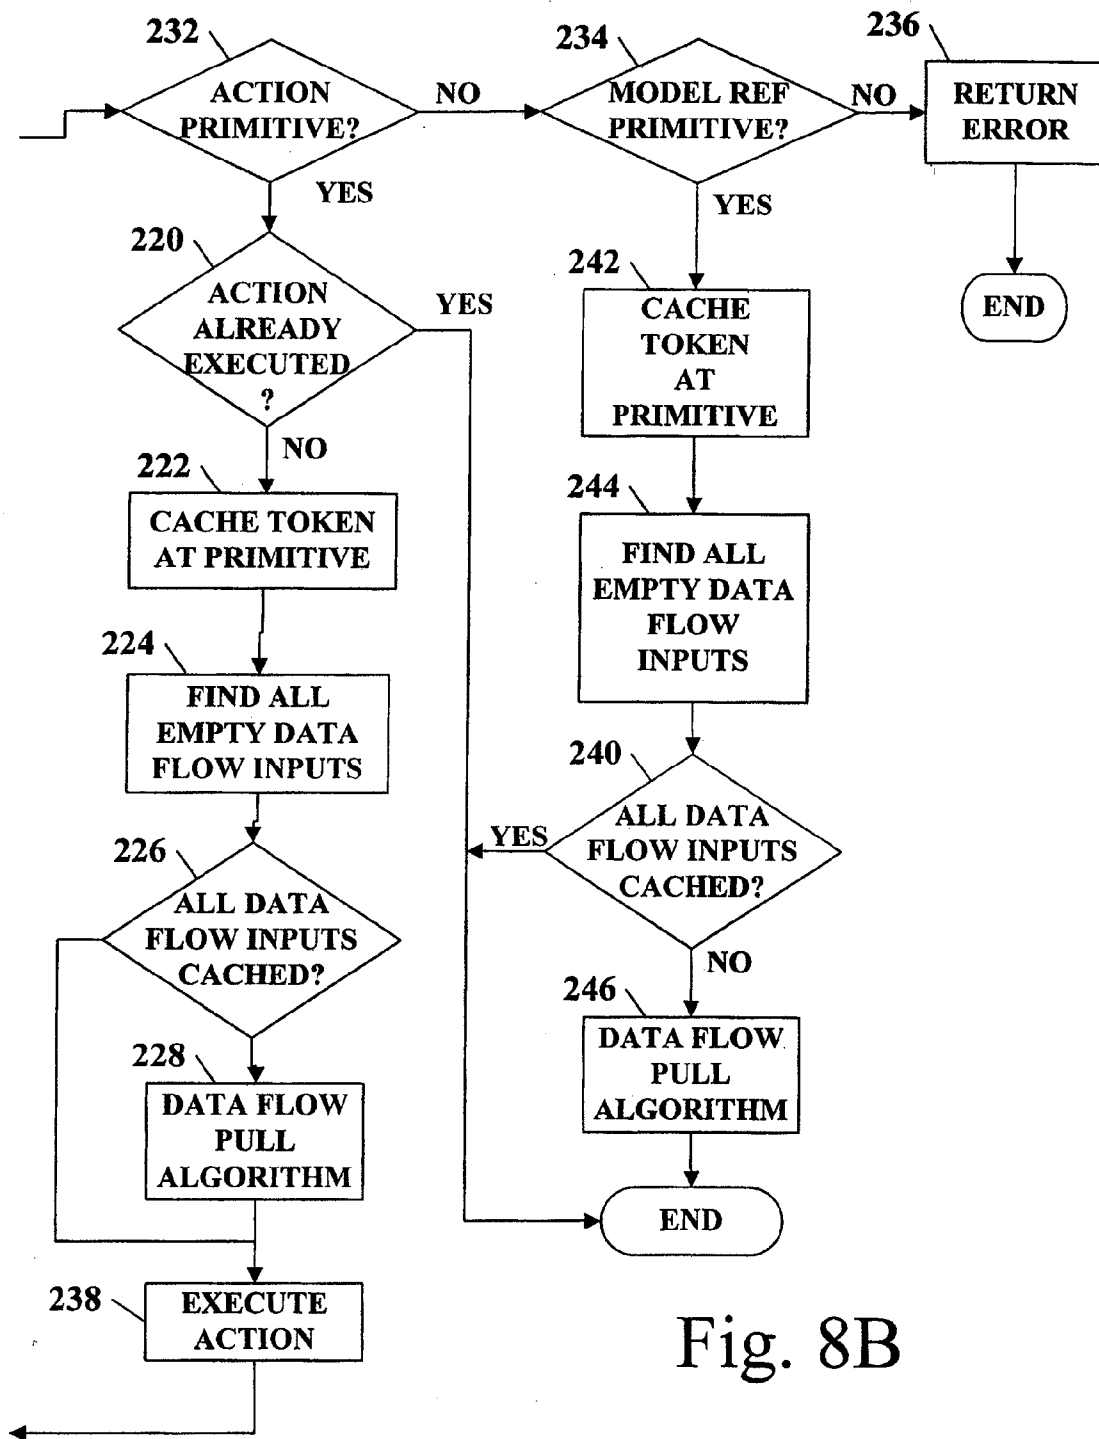 232
ACTION
PRIMITIVE?
NO
YES
234
MODEL REF
PRIMITIVE?
NO
YES
236
RETURN
ERROR
END
220
ACTION
ALREADY
EXECUTED
?
YES
NO
222
CACHE TOKEN
AT PRIMITIVE
224
FIND ALL
EMPTY DATA
FLOW INPUTS
226
ALL DATA
FLOW INPUTS
CACHED?
228
DATA FLOW
PULL
ALGORITHM
238
EXECUTE
ACTION
242
CACHE
TOKEN
AT
PRIMITIVE
244
FIND ALL
EMPTY DATA
FLOW
INPUTS
240
ALL DATA
FLOW INPUTS
CACHED?
YES
NO
246
DATA FLOW
PULL
ALGORITHM
END
Fig. 8B